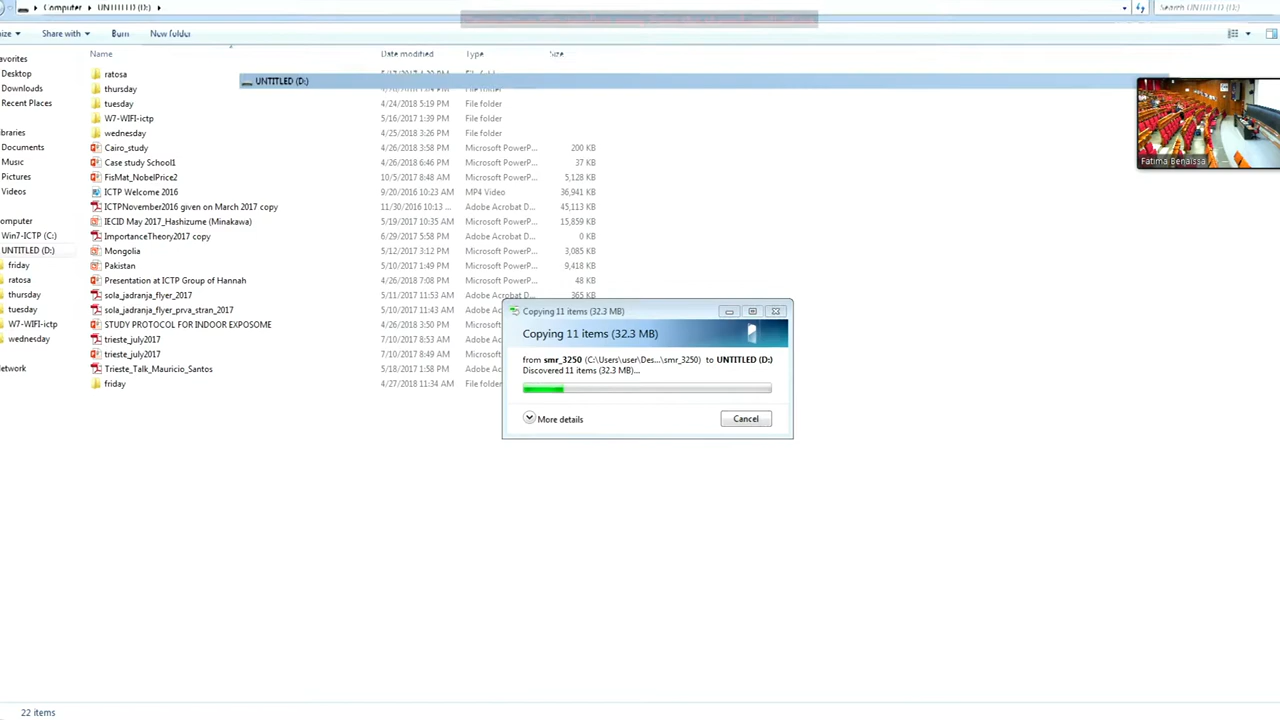 Computer ▸ UNTITLED (D:) ▸ Search UNTITLED (D:)
Share with Burn New folder
Name Date modified Type Size
ratosa
UNTITLED (D:)
thursday
tuesday 4/24/2018 5:19 PM File folder
W7-WIFI-ictp 5/16/2017 1:39 PM File folder
wednesday 4/25/2018 3:28 PM File folder
Cairo_study 4/26/2018 3:58 PM Microsoft PowerP... 200 KB
Case study School1 4/26/2018 6:46 PM Microsoft PowerP... 37 KB
FisMat_NobelPrice2 10/5/2017 8:48 AM Microsoft PowerP... 5,128 KB
ICTP Welcome 2016 9/20/2016 10:23 AM MP4 Video 36,941 KB
ICTPNovember2016 given on March 2017 copy 11/30/2016 10:13 ... Adobe Acrobat D... 45,113 KB
IECID May 2017_Hashizume (Minakawa) 5/19/2017 10:35 AM Microsoft PowerP... 15,859 KB
ImportanceTheory2017 copy 6/29/2017 5:58 PM Adobe Acrobat D... 0 KB
Mongolia 5/12/2017 3:12 PM Microsoft PowerP... 3,085 KB
Pakistan 5/10/2017 1:49 PM Microsoft PowerP... 9,418 KB
Presentation at ICTP Group of Hannah 4/26/2018 7:08 PM Microsoft PowerP... 48 KB
sola_jadranja_flyer_2017 5/11/2017 11:53 AM Adobe Acrobat D... 365 KB
sola_jadranja_flyer_prva_stran_2017 5/10/2017 11:43 AM Adobe Acrobat
STUDY PROTOCOL FOR INDOOR EXPOSOME 4/26/2018 3:50 PM Microsoft
trieste_july2017 7/10/2017 8:53 AM Adobe Acr
trieste_july2017 7/10/2017 8:49 AM Microsoft
Trieste_Talk_Mauricio_Santos 5/18/2017 1:58 PM Adobe Acr
friday 4/27/2018 11:34 AM File folder
Desktop
Downloads
Recent Places
Documents
Music
Pictures
Videos
Win7-ICTP (C:)
UNTITLED (D:)
friday
ratosa
thursday
tuesday
W7-WIFI-ictp
wednesday
Copying 11 items (32.3 MB)
Copying 11 items (32.3 MB)
from smr_3250 (C:\Users\user\Des...\smr_3250) to UNTITLED (D:)
Discovered 11 items (32.3 MB)...
More details Cancel
Fatima Benaissa
22 items